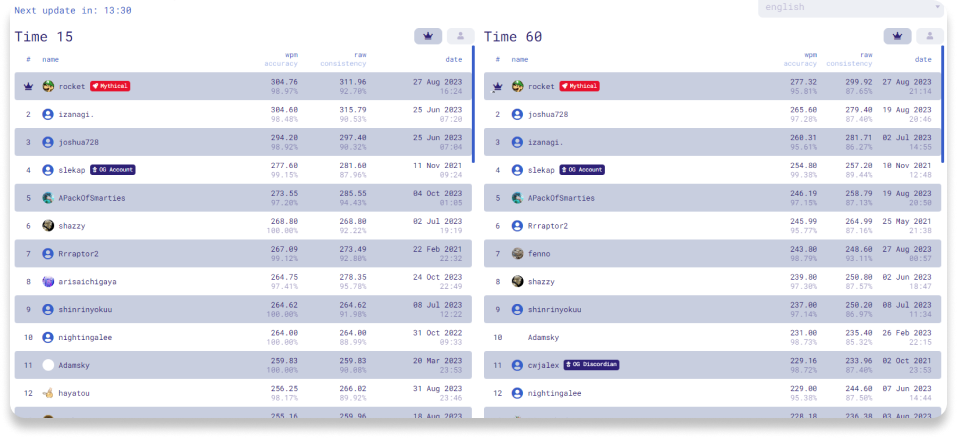 Next update in: 13:30
english
Time 15
# name wpm accuracy raw consistency date
rocket Mythical 304.76 98.97% 311.96 92.70% 27 Aug 2023 16:24
2 izanagi. 304.60 98.48% 315.79 90.53% 25 Jun 2023 07:20
3 joshua728 294.20 98.92% 297.40 90.32% 25 Jun 2023 07:04
4 slekap OG Account 277.60 99.15% 281.60 87.96% 11 Nov 2021 09:24
5 APackOfSmarties 273.55 97.20% 285.55 94.43% 04 Oct 2023 01:05
6 shazzy 268.80 100.00% 268.80 92.22% 02 Jul 2023 19:19
7 Rrraptor2 267.09 99.12% 273.49 92.80% 22 Feb 2021 22:32
8 arisaichigaya 264.75 97.41% 278.35 95.78% 24 Oct 2023 22:49
9 shinrinyokuu 264.62 100.00% 264.62 91.98% 08 Jul 2023 12:22
10 nightingalee 264.00 100.00% 264.00 88.99% 31 Oct 2022 09:33
11 Adamsky 259.83 100.00% 259.83 90.08% 20 Mar 2023 23:53
12 hayatou 256.25 98.17% 266.02 89.92% 31 Aug 2023 23:46
255.16 259.96 18 Aug 2023
Time 60
# name wpm accuracy raw consistency date
rocket Mythical 277.32 95.81% 299.92 87.65% 27 Aug 2023 21:14
2 joshua728 265.60 97.28% 279.40 87.40% 19 Aug 2023 20:46
3 izanagi. 260.31 95.61% 281.71 86.27% 02 Jul 2023 14:55
4 slekap OG Account 254.80 99.38% 257.20 89.44% 10 Nov 2021 12:48
5 APackOfSmarties 246.19 97.15% 258.79 87.13% 19 Aug 2023 20:50
6 Rrraptor2 245.99 95.77% 264.99 87.16% 25 May 2021 21:38
7 fenno 243.80 98.79% 248.60 93.11% 27 Aug 2023 00:57
8 shazzy 239.80 97.30% 250.80 87.57% 02 Jun 2023 18:47
9 shinrinyokuu 237.00 97.14% 250.20 86.97% 08 Jul 2023 11:34
10 Adamsky 231.00 98.73% 235.40 85.32% 26 Feb 2023 22:15
11 cwjalex OG Discordian 229.16 98.72% 233.96 87.40% 02 Oct 2021 23:53
12 nightingalee 229.00 95.38% 244.60 87.50% 07 Jun 2023 14:44
228.18 236.38 03 Aug 2023